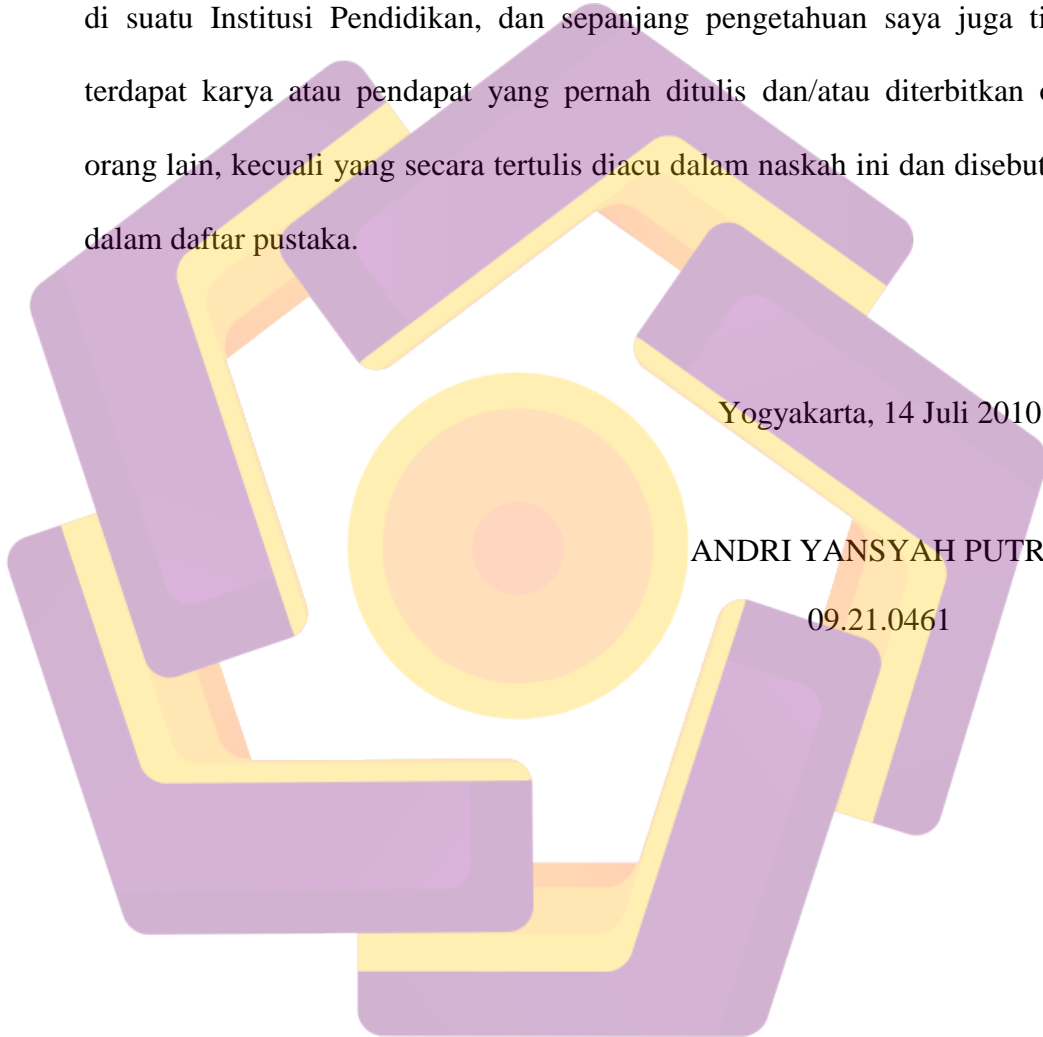 di suatu Institusi Pendidikan, dan sepanjang pengetahuan saya juga ti
terdapat karya atau pendapat yang pernah ditulis dan/atau diterbitkan
orang lain, kecuali yang secara tertulis diacu dalam naskah ini dan disebut
dalam daftar pustaka.
Yogyakarta, 14 Juli 2010
ANDRI YANSYAH PUTR
09.21.0461